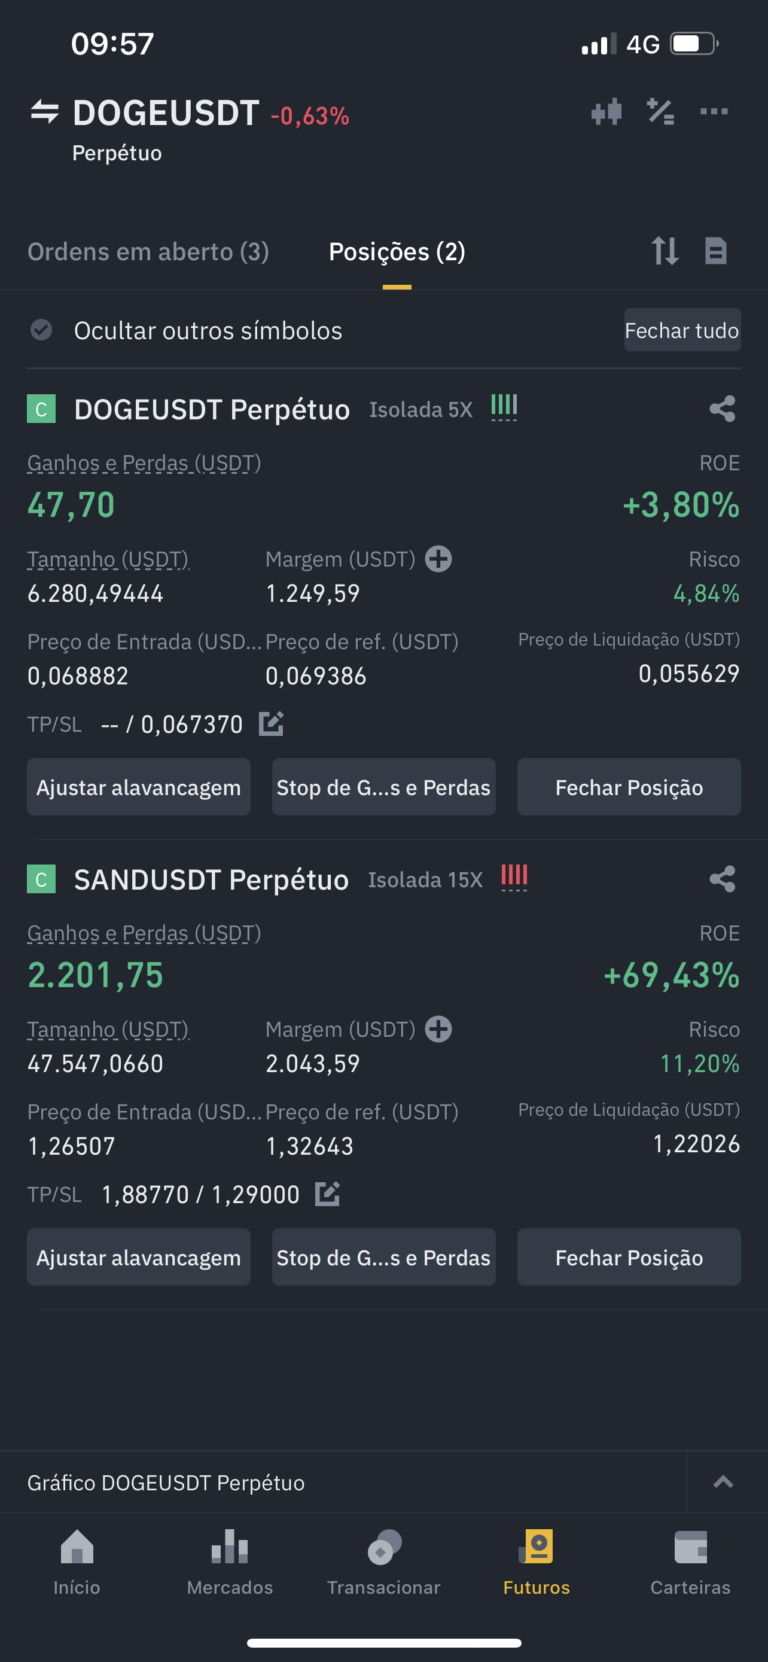 09:57 4G
DOGEUSDT -0,63%
Perpétuo
Ordens em aberto (3) Posições (2)
Ocultar outros símbolos Fechar tudo
C DOGEUSDT Perpétuo Isolada 5X
Ganhos e Perdas (USDT) ROE
47,70 +3,80%
Tamanho (USDT) Margem (USDT) Risco
6.280,49444 1.249,59 4,84%
Preço de Entrada (USD... Preço de ref. (USDT) Preço de Liquidação (USDT)
0,068882 0,069386 0,055629
TP/SL -- / 0,067370
Ajustar alavancagem Stop de G...s e Perdas Fechar Posição
C SANDUSDT Perpétuo Isolada 15X
Ganhos e Perdas (USDT) ROE
2.201,75 +69,43%
Tamanho (USDT) Margem (USDT) Risco
47.547,0660 2.043,59 11,20%
Preço de Entrada (USD... Preço de ref. (USDT) Preço de Liquidação (USDT)
1,26507 1,32643 1,22026
TP/SL 1,88770 / 1,29000
Ajustar alavancagem Stop de G...s e Perdas Fechar Posição
Gráfico DOGEUSDT Perpétuo
Início Mercados Transacionar Futuros Carteiras